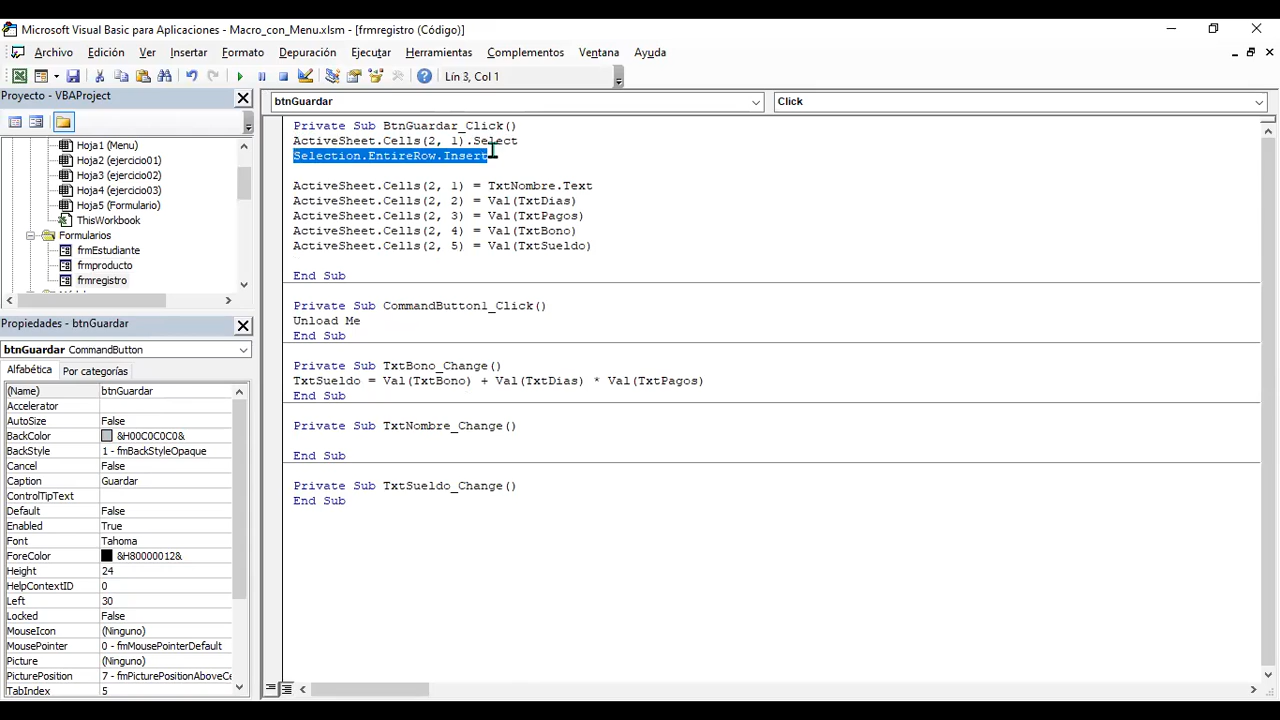 Microsoft Visual Basic para Aplicaciones - Macro_con_Menu.xlsm - [frmregistro (Código)]
Archivo Edición Ver Insertar Formato Depuración Ejecutar Herramientas Complementos Ventana Ayuda
Lín 3, Col 1
Proyecto - VBAProject
Hoja1 (Menu)
Hoja2 (ejercicio01)
Hoja3 (ejercicio02)
Hoja4 (ejercicio03)
Hoja5 (Formulario)
ThisWorkbook
Formularios
frmEstudiante
frmproducto
frmregistro
Propiedades - btnGuardar
btnGuardar CommandButton
Alfabética Por categorías
(Name) btnGuardar
Accelerator
AutoSize False
BackColor &H00C0C0C0&
BackStyle 1 - fmBackStyleOpaque
Cancel False
Caption Guardar
ControlTipText
Default False
Enabled True
Font Tahoma
ForeColor &H80000012&
Height 24
HelpContextID 0
Left 30
Locked False
MouseIcon (Ninguno)
MousePointer 0 - fmMousePointerDefault
Picture (Ninguno)
PicturePosition 7 - fmPicturePositionAboveCe
TabIndex 5
btnGuardar Click
Private Sub BtnGuardar_Click()
ActiveSheet.Cells(2, 1).Select
Selection.EntireRow.Insert
ActiveSheet.Cells(2, 1) = TxtNombre.Text
ActiveSheet.Cells(2, 2) = Val(TxtDias)
ActiveSheet.Cells(2, 3) = Val(TxtPagos)
ActiveSheet.Cells(2, 4) = Val(TxtBono)
ActiveSheet.Cells(2, 5) = Val(TxtSueldo)
End Sub
Private Sub CommandButton1_Click()
Unload Me
End Sub
Private Sub TxtBono_Change()
TxtSueldo = Val(TxtBono) + Val(TxtDias) * Val(TxtPagos)
End Sub
Private Sub TxtNombre_Change()
End Sub
Private Sub TxtSueldo_Change()
End Sub